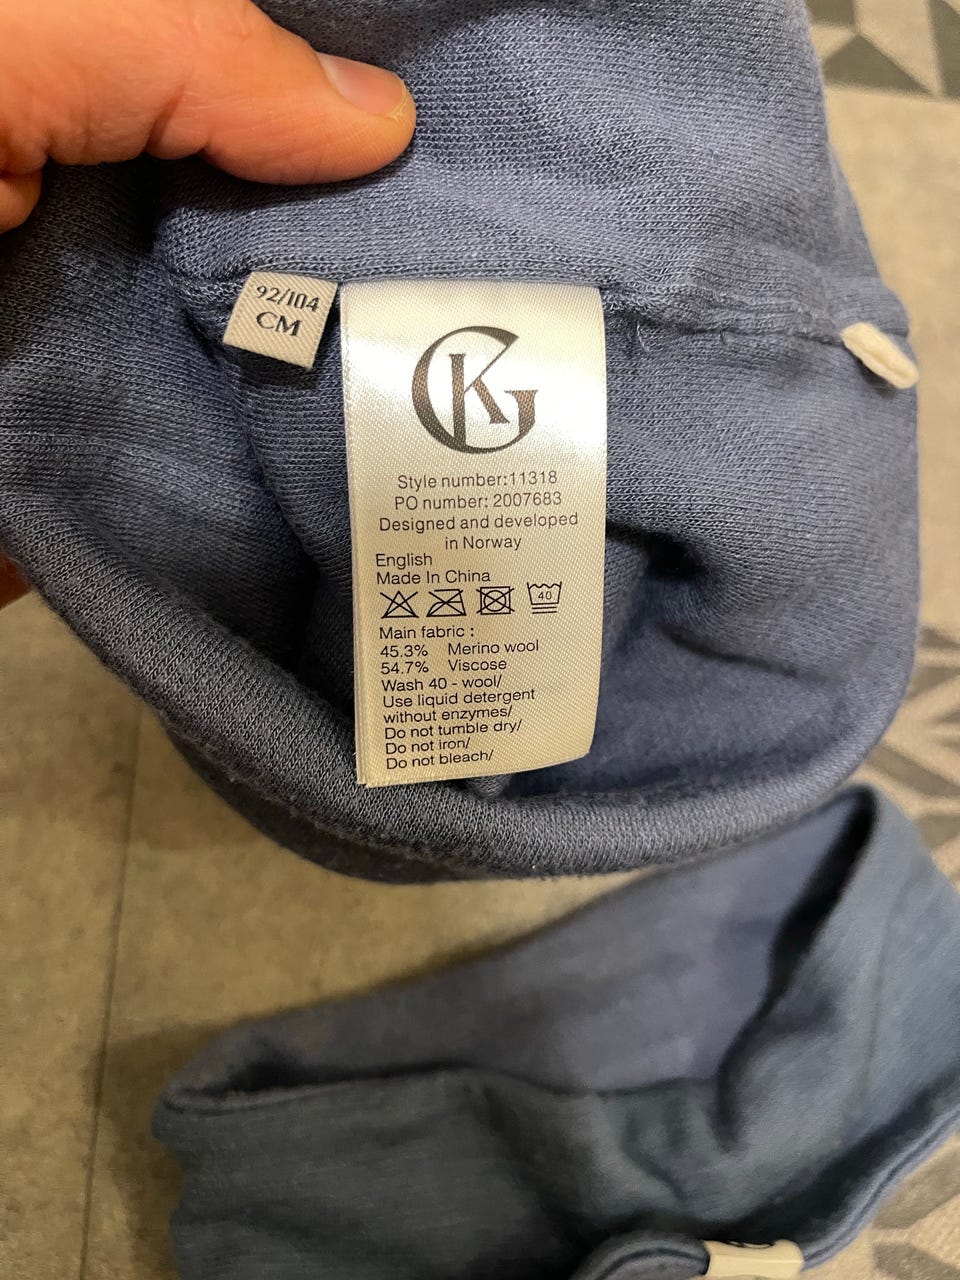 92/104
CM
GK
Style number:11318
PO number: 2007683
Designed and developed
in Norway
English
Made In China
40
Main fabric :
45.3% Merino wool
54.7% Viscose
Wash 40 - wool/
Use liquid detergent
without enzymes/
Do not tumble dry/
Do not iron/
Do not bleach/